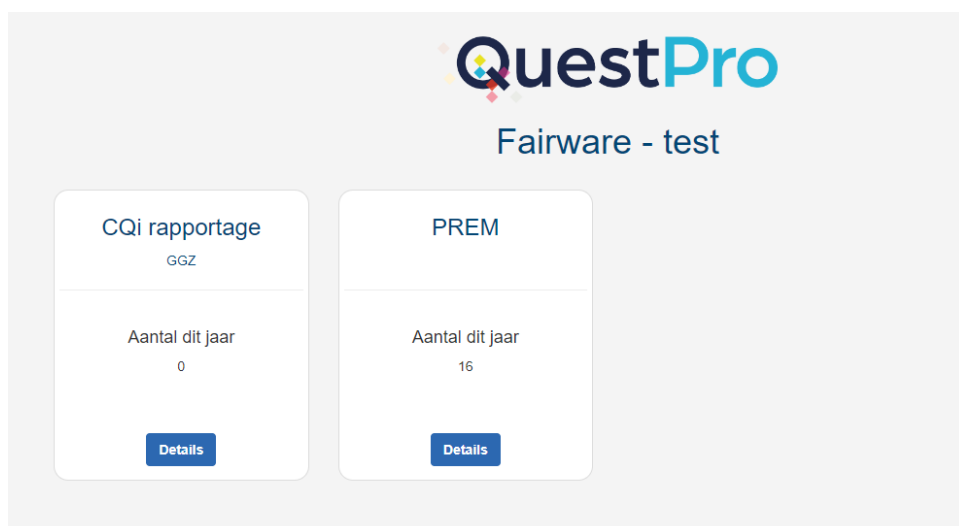 QuestPro
Fairware - test
CQi rapportage
GGZ
Aantal dit jaar
0
Details
PREM
Aantal dit jaar
16
Details